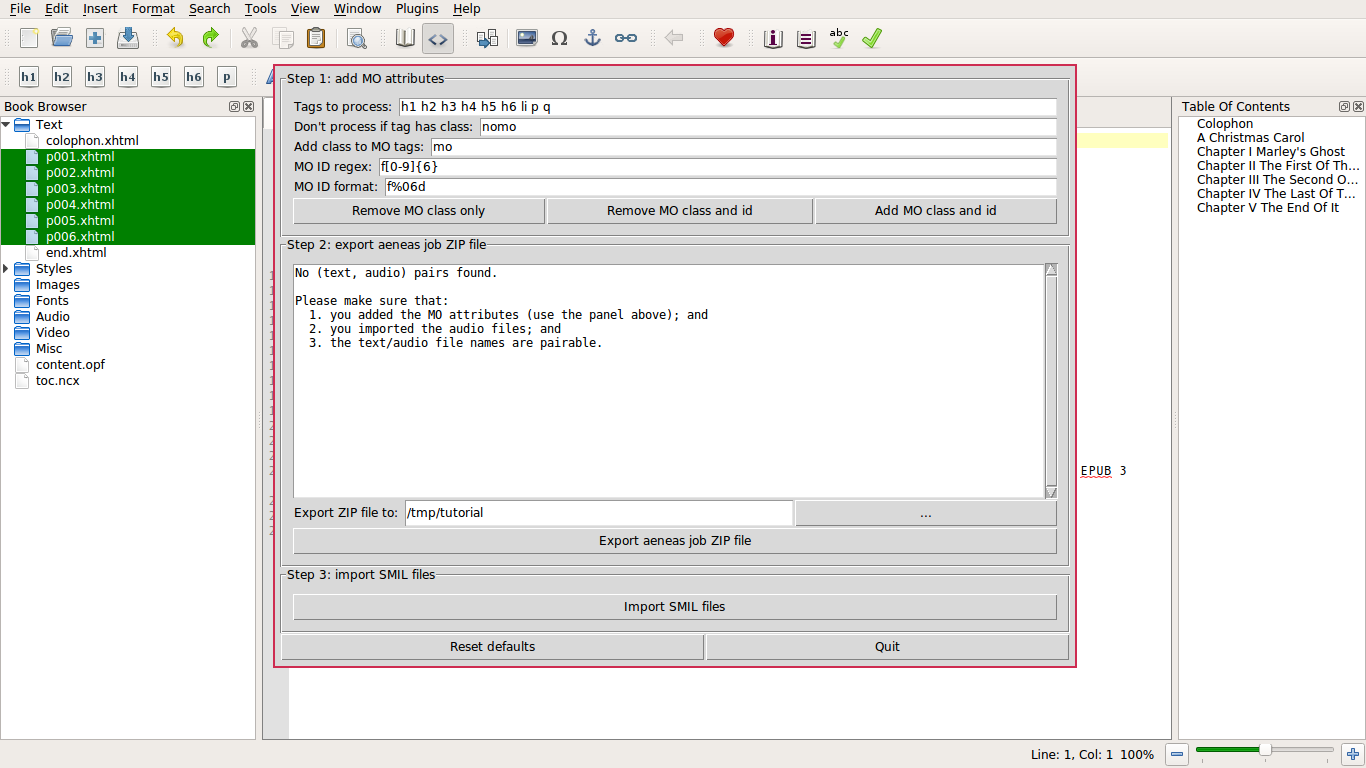 File Edit Insert Format Search Tools View Window Plugins Help
abc
h1 h2 h3 h4 h5 h6 p
Book Browser
Text
colophon.xhtml
p001.xhtml
p002.xhtml
p003.xhtml
p004.xhtml
p005.xhtml
p006.xhtml
end.xhtml
Styles
Images
Fonts
Audio
Video
Misc
content.opf
toc.ncx
Step 1: add MO attributes
Tags to process: h1 h2 h3 h4 h5 h6 li p q
Don't process if tag has class: nomo
Add class to MO tags: mo
MO ID regex: f[0-9]{6}
MO ID format: f%06d
Remove MO class only Remove MO class and id Add MO class and id
Step 2: export aeneas job ZIP file
No (text, audio) pairs found.
Please make sure that:
1. you added the MO attributes (use the panel above); and
2. you imported the audio files; and
3. the text/audio file names are pairable.
Export ZIP file to: /tmp/tutorial ...
Export aeneas job ZIP file
Step 3: import SMIL files
Import SMIL files
Reset defaults Quit
EPUB 3
Table Of Contents
Colophon
A Christmas Carol
Chapter I Marley's Ghost
Chapter II The First Of Th...
Chapter III The Second O...
Chapter IV The Last Of T...
Chapter V The End Of It
Line: 1, Col: 1 100%